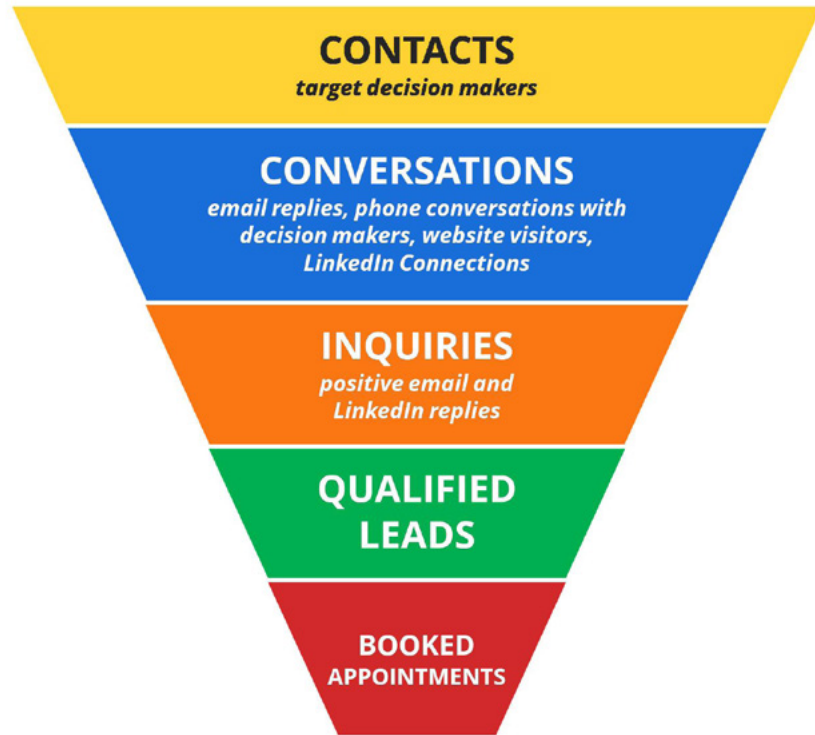 CONTACTS
target decision makers
CONVERSATIONS
email replies, phone conversations with
decision makers, website visitors,
LinkedIn Connections
INQUIRIES
positive email and
LinkedIn replies
QUALIFIED
LEADS
BOOKED
APPOINTMENTS